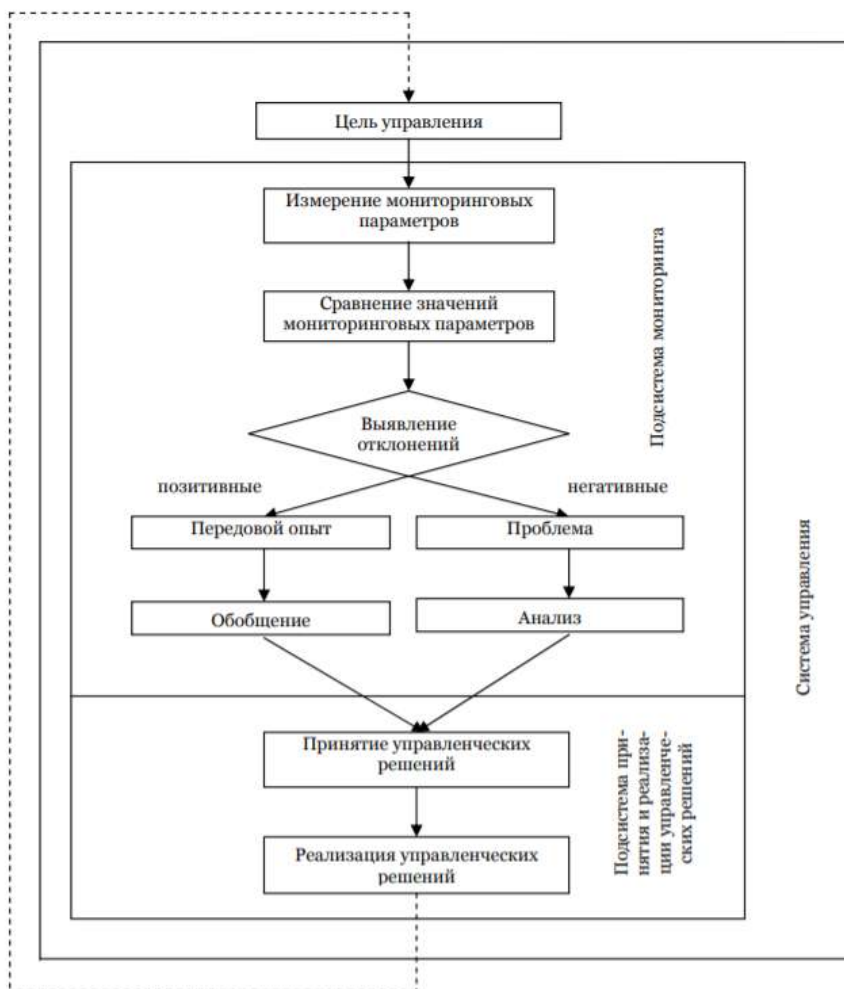 Цель управления
Измерение мониторинговых
параметров
Сравнение значений
мониторинговых параметров
Подсистема мониторинга
Выявление
отклонений
позитивные
негативные
Передовой опыт
Проблема
Обобщение
Анализ
Система управления
Принятие управленческих
решений
Реализация управленческих
решений
Подсистема при-
нятия и реализа-
ции управленче-
ских решений